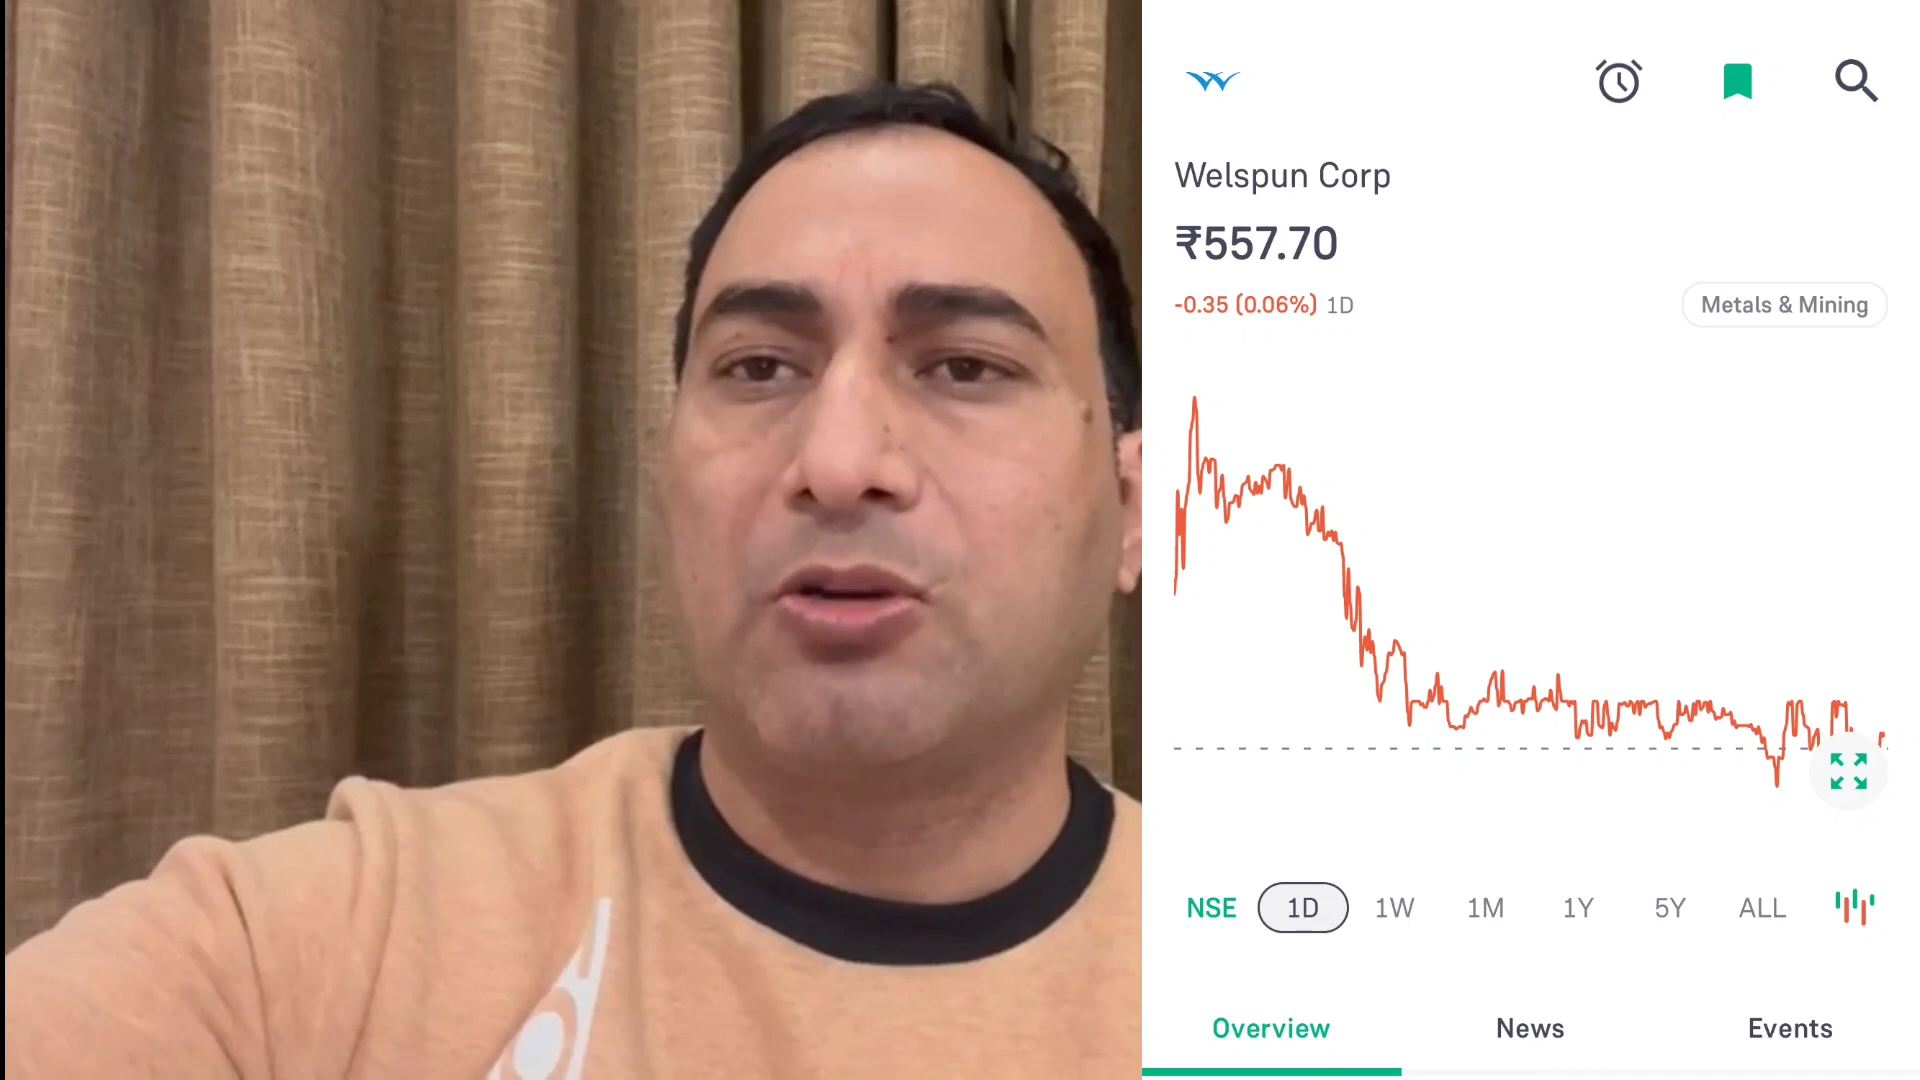 Welspun Corp
₹557.70
-0.35 (0.06%) 1D
Metals & Mining
NSE 1D 1W 1M 1Y 5Y ALL
Overview News Events